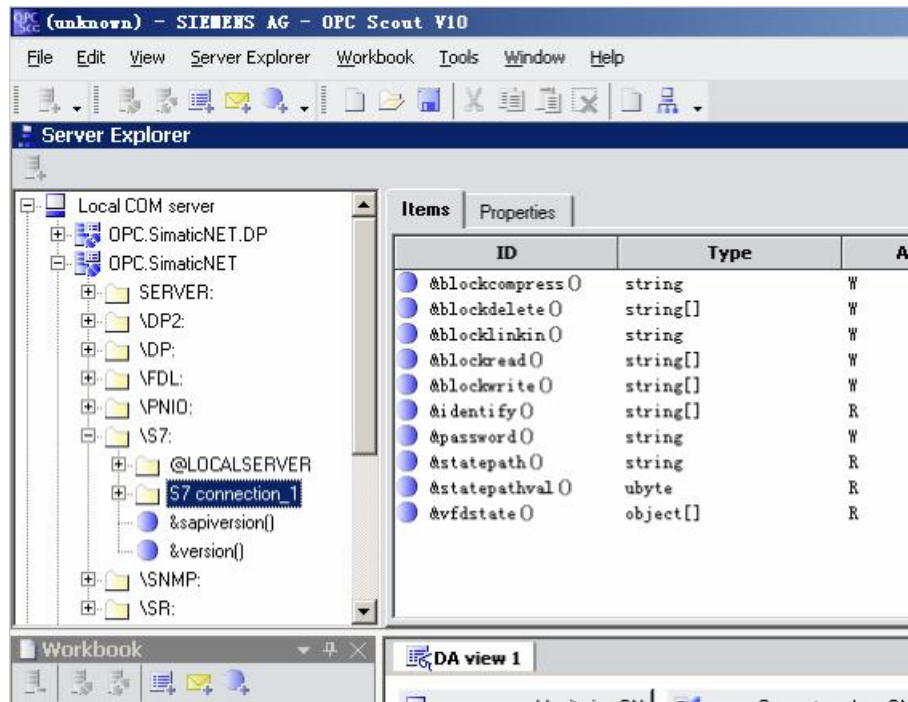 (unknown) - SIEMENS AG - OPC Scout V10
File Edit View Server Explorer Workbook Tools Window Help
Server Explorer
Local COM server
OPC.SimaticNET.DP
OPC.SimaticNET
SERVER:
\DP2:
\DP:
\FDL:
\PNIO:
\S7:
@LOCALSERVER
S7 connection_1
&sapiversion()
&version()
\SNMP:
\SR:
Items Properties
ID Type A
&blockcompress() string W
&blockdelete() string[] W
&blocklinkin() string W
&blockread() string[] W
&blockwrite() string[] W
&identify() string[] R
&password() string W
&statepath() string R
&statepathval() ubyte R
&vfdstate() object[] R
Workbook
DA view 1